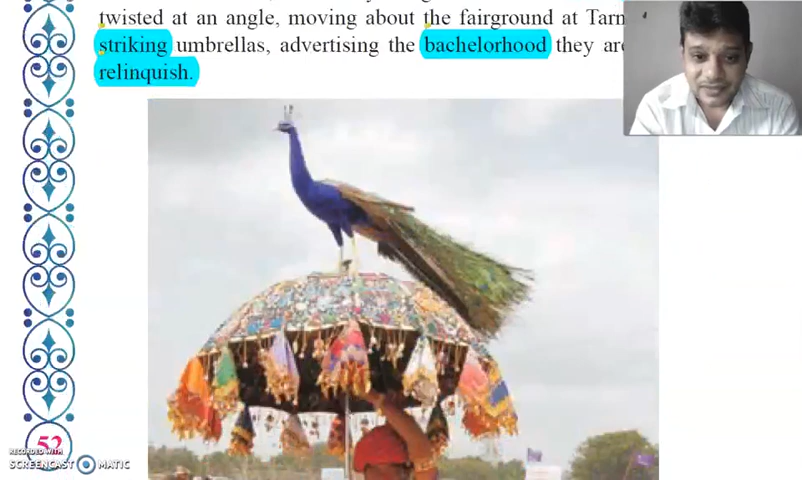 twisted at an angle, moving about the fairground at Tarn
striking umbrellas, advertising the bachelorhood they are
relinquish.
52
RECORDED WITH
SCREENCAST MATIC